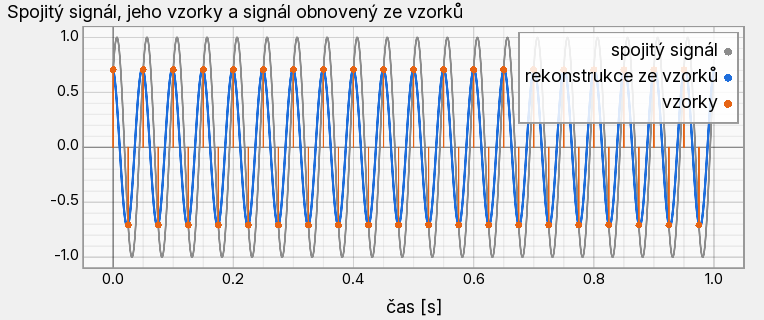 Spojitý signál, jeho vzorky a signál obnovený ze vzorků
1.0
0.5
0.0
-0.5
-1.0
spojitý signál
rekonstrukce ze vzorků
vzorky
0.0 0.2 0.4 0.6 0.8 1.0
čas [s]